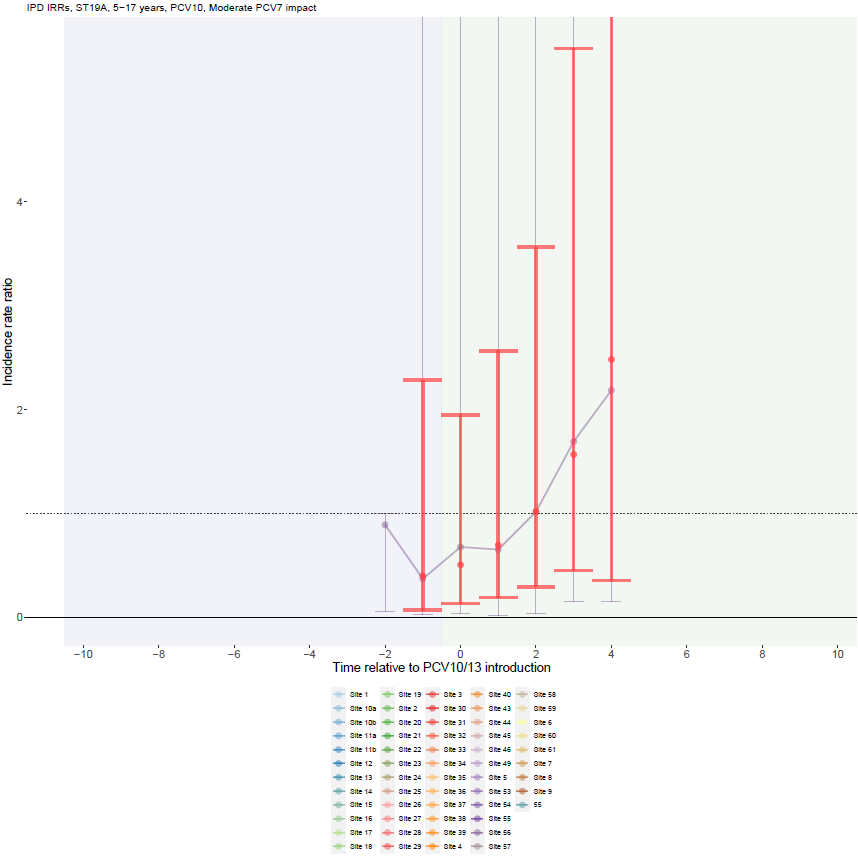 IPD IRRs, ST19A, 5−17 years, PCV10, Moderate PCV7 impact
Incidence rate ratio
4
2
0
−10 −8 −6 −4 −2 0 2 4 6 8 10
Time relative to PCV10/13 introduction
Site 1 Site 19 Site 3 Site 40 Site 58
Site 10a Site 2 Site 30 Site 43 Site 59
Site 10b Site 20 Site 31 Site 44 Site 6
Site 11a Site 21 Site 32 Site 45 Site 60
Site 11b Site 22 Site 33 Site 46 Site 61
Site 12 Site 23 Site 34 Site 49 Site 7
Site 13 Site 24 Site 35 Site 5 Site 8
Site 14 Site 25 Site 36 Site 53 Site 9
Site 15 Site 26 Site 37 Site 54 55
Site 16 Site 27 Site 38 Site 55
Site 17 Site 28 Site 39 Site 56
Site 18 Site 29 Site 4 Site 57